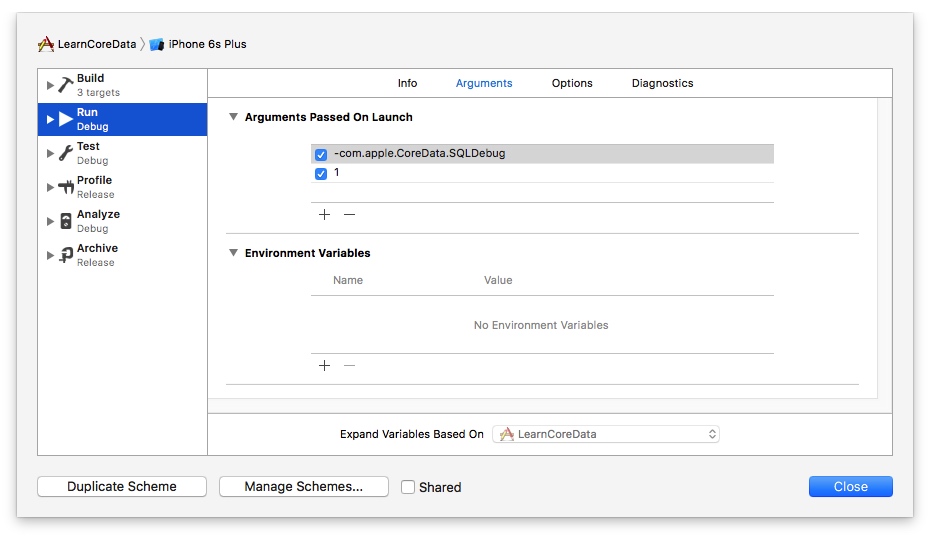 LearnCoreData iPhone 6s Plus
Build
3 targets
Run
Debug
Test
Debug
Profile
Release
Analyze
Debug
Archive
Release
Info Arguments Options Diagnostics
Arguments Passed On Launch
-com.apple.CoreData.SQLDebug
1
Environment Variables
Name Value
No Environment Variables
Expand Variables Based On LearnCoreData
Duplicate Scheme Manage Schemes... Shared Close